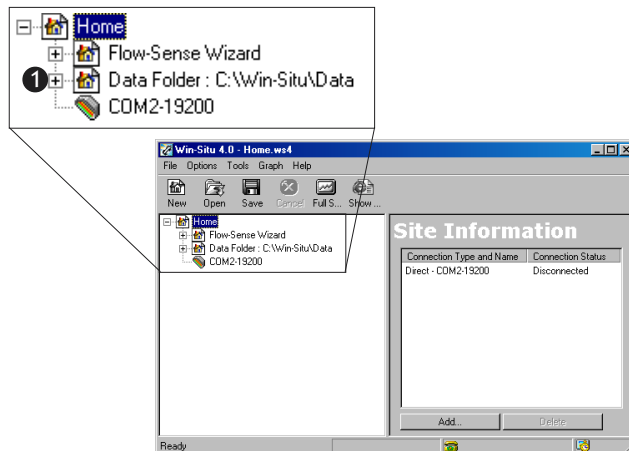 Home
Flow-Sense Wizard
1 Data Folder : C:\Win-Situ\Data
COM2-19200
Win-Situ 4.0 - Home.ws4
File Options Tools Graph Help
New Open Save Cancel Full S... Show ...
Home
Flow-Sense Wizard
Data Folder : C:\Win-Situ\Data
COM2-19200
Site Information
Connection Type and Name Connection Status
Direct - COM2-19200 Disconnected
Add... Delete
Ready